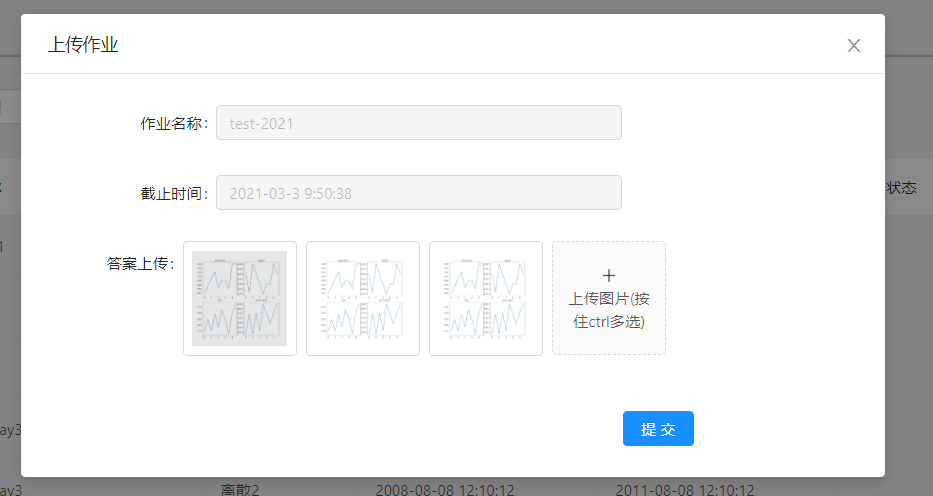 上传作业
作业名称：
test-2021
截止时间：
2021-03-3 9:50:38
状态
答案上传：
上传图片(按
住ctrl多选)
提 交
ay3
ay3
离散2
2008-08-08 12:10:12
2011-08-08 12:10:12